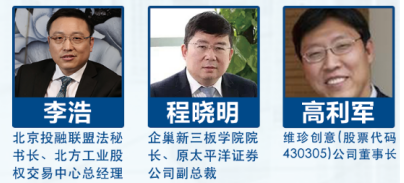 李浩
程晓明
高利军
北京投融联盟法秘
书长、北方工业股
权交易中心总经理
企巢新三板学院院
长、原太平洋证券
公司副总裁
维珍创意(股票代码
430305)公司董事长